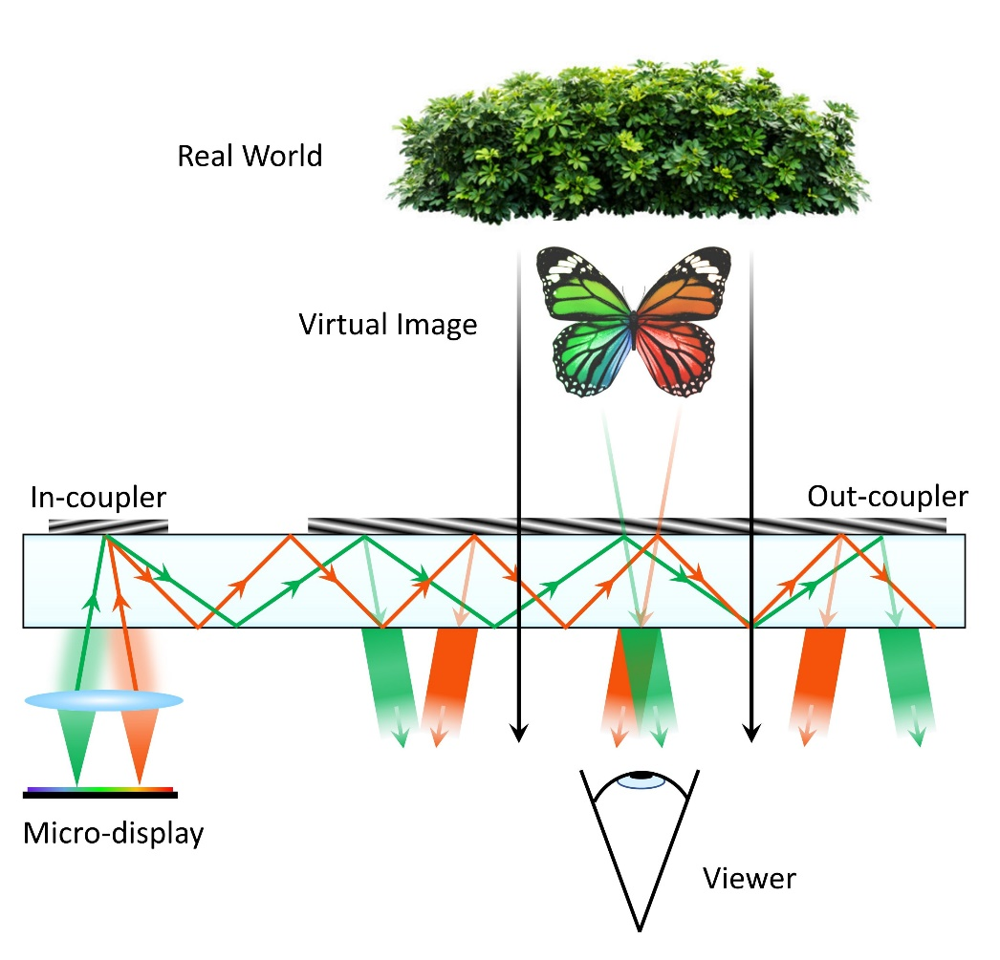 Real World
Virtual Image
In-coupler
Out-coupler
Micro-display
Viewer